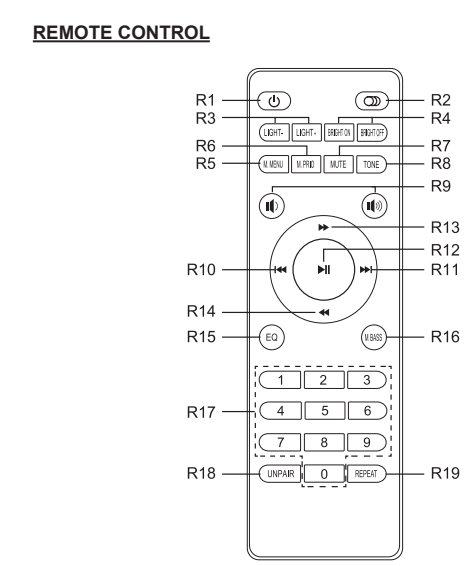 REMOTE CONTROL
R1 R2
R3 R4
LIGHT- LIGHT+ BRIGHT ON BRIGHT OFF
R6 R7
R5 M. MENU M. PRIO MUTE TONE R8
R9
R13
R12
R10 R11
R14
R15 EQ M.BASS R16
1 2 3
R17 4 5 6
7 8 9
R18 UNPAIR 0 REPEAT R19